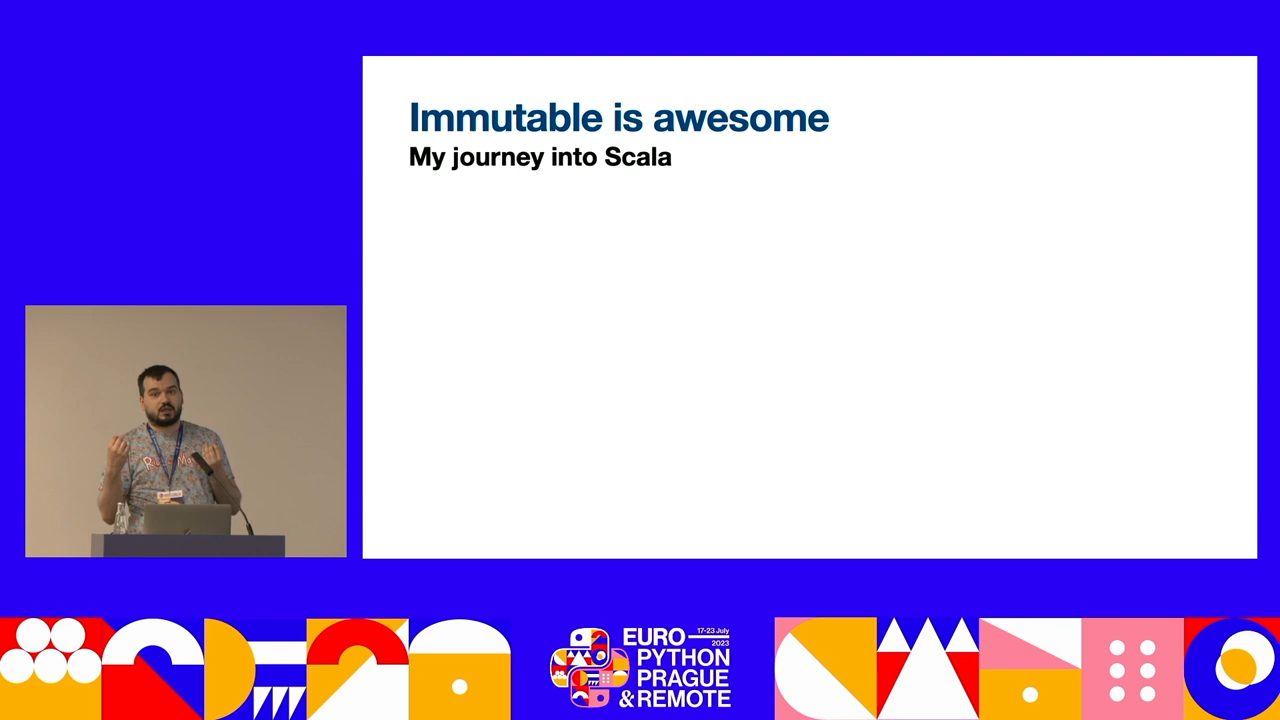 Immutable is awesome
My journey into Scala
EURO
17-23 July
2023
PYTHON
PRAGUE
& REMOTE